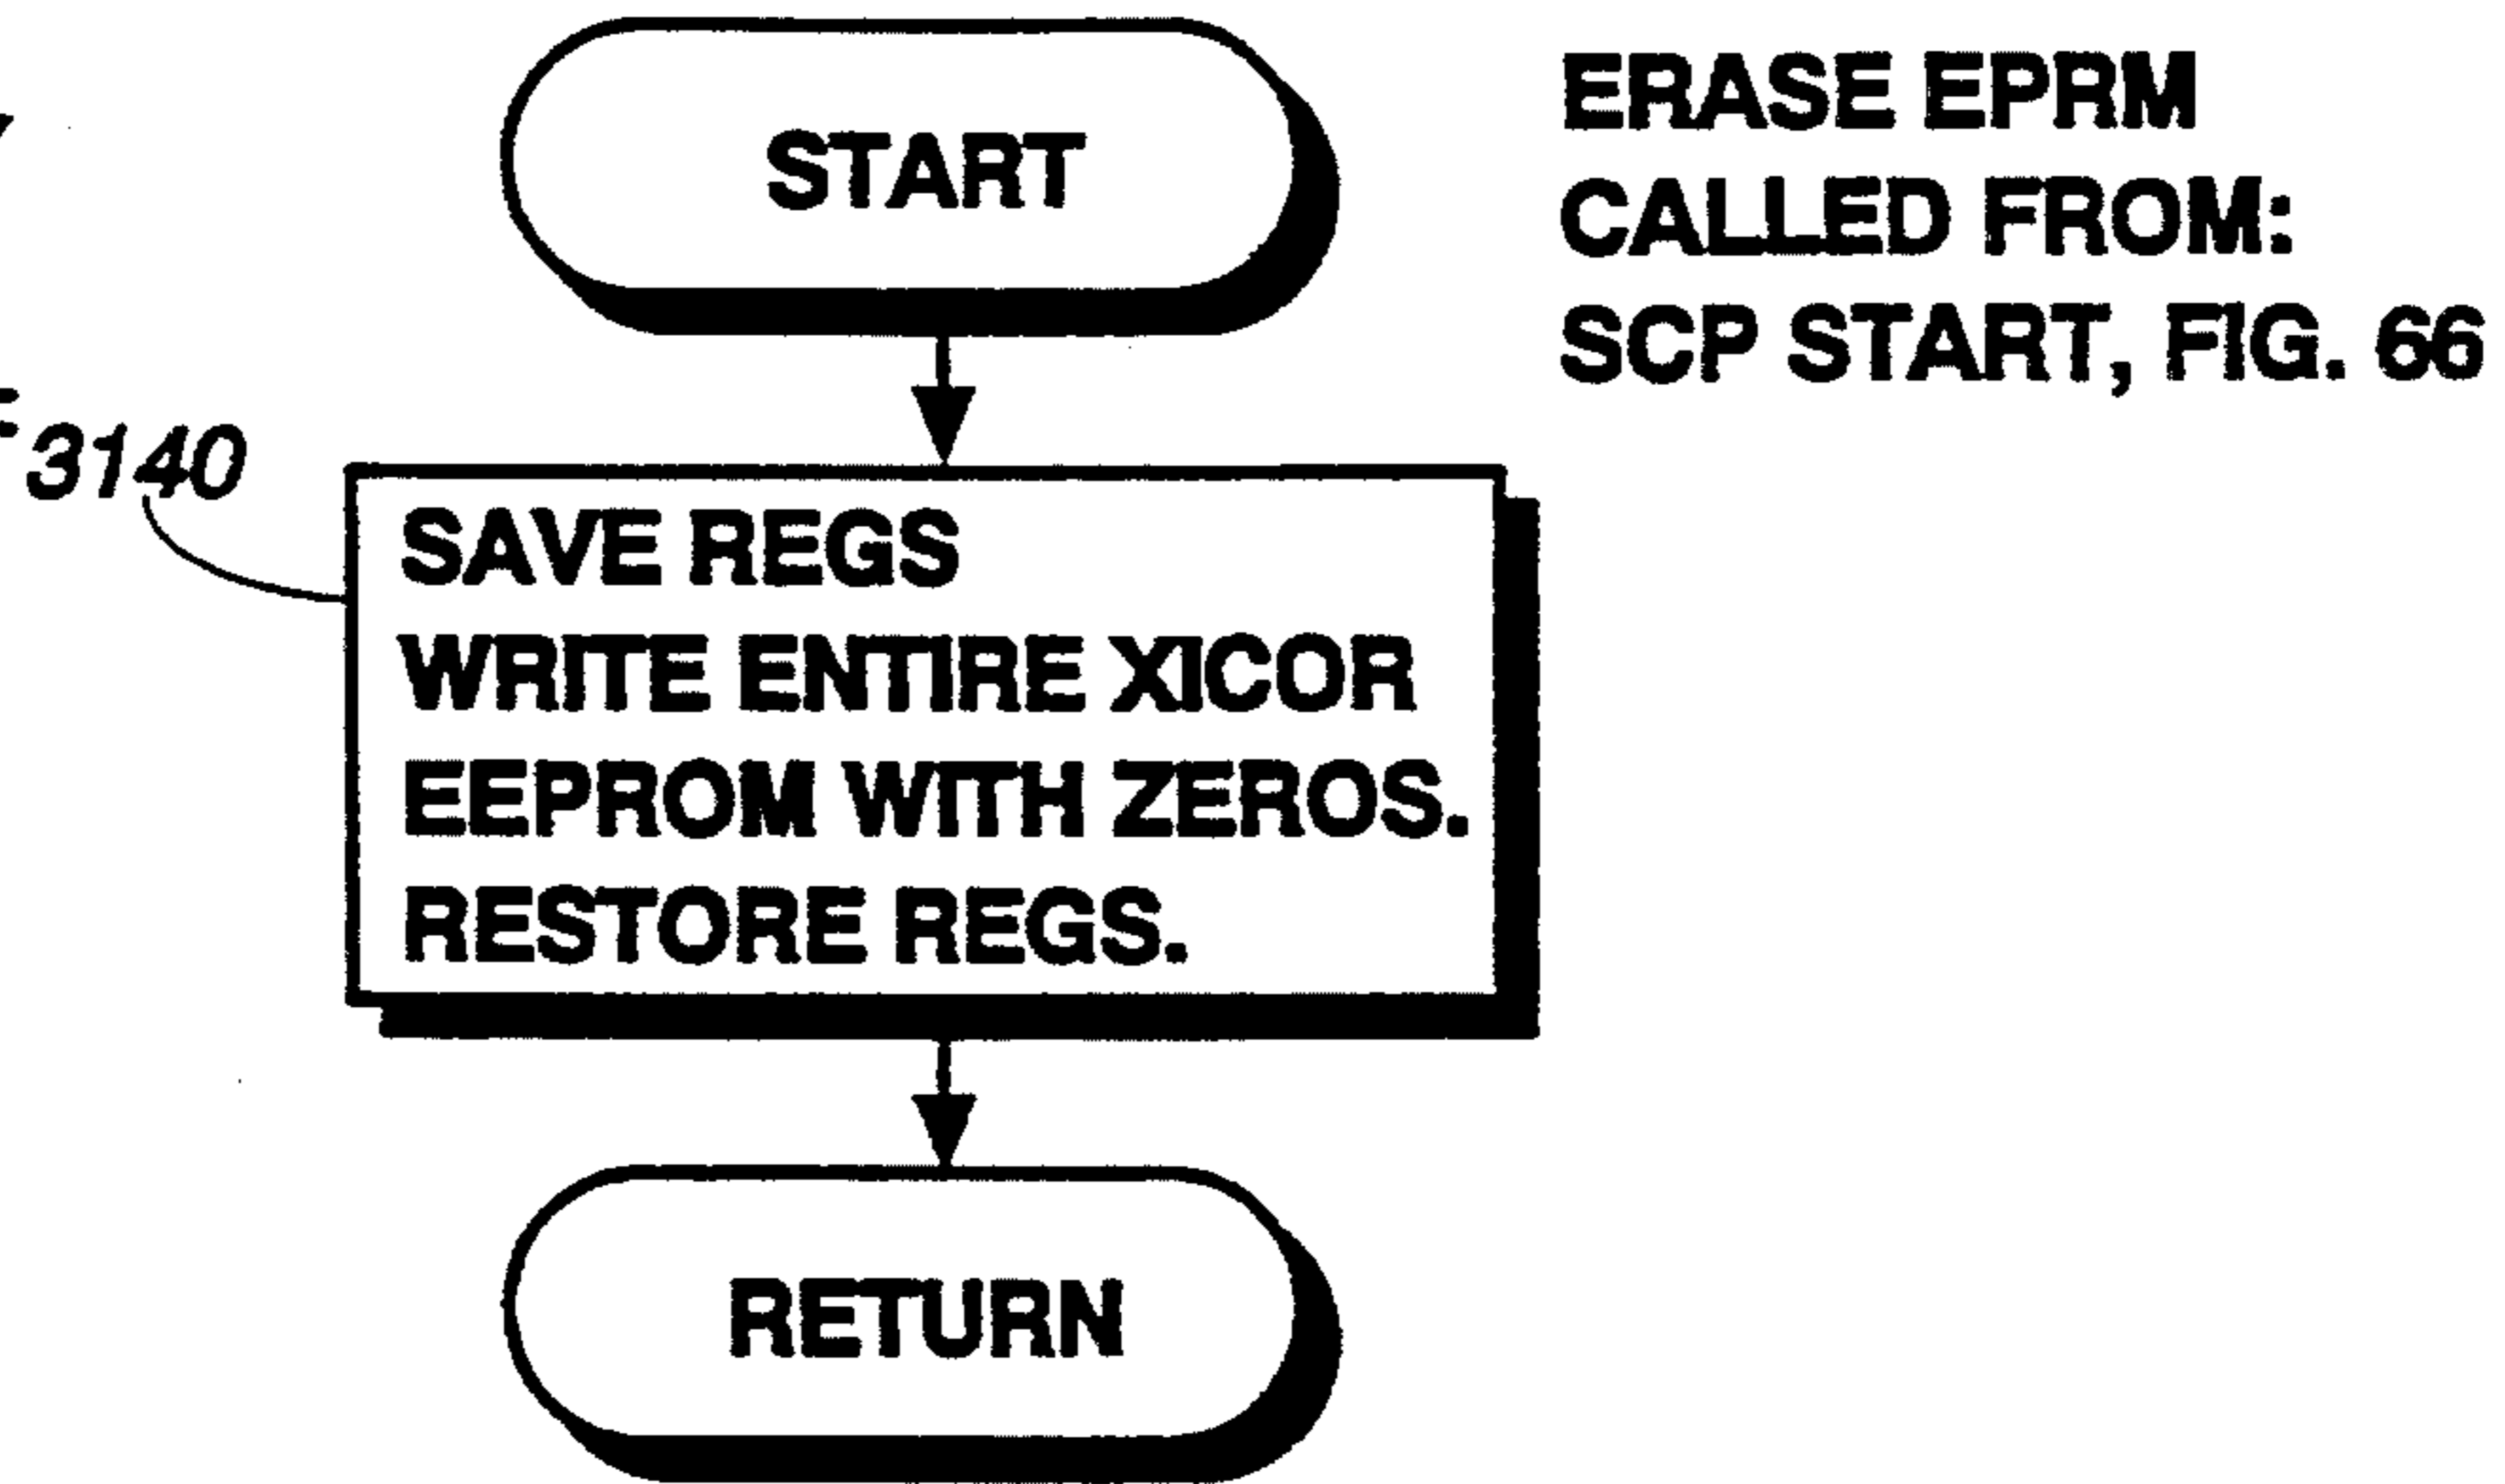 START
ERASE EPRM
CALLED FROM:
SCP START, FIG. 66
3140
SAVE REGS
WRITE ENTIRE XICOR
EEPROM WITH ZEROS.
RESTORE REGS.
RETURN